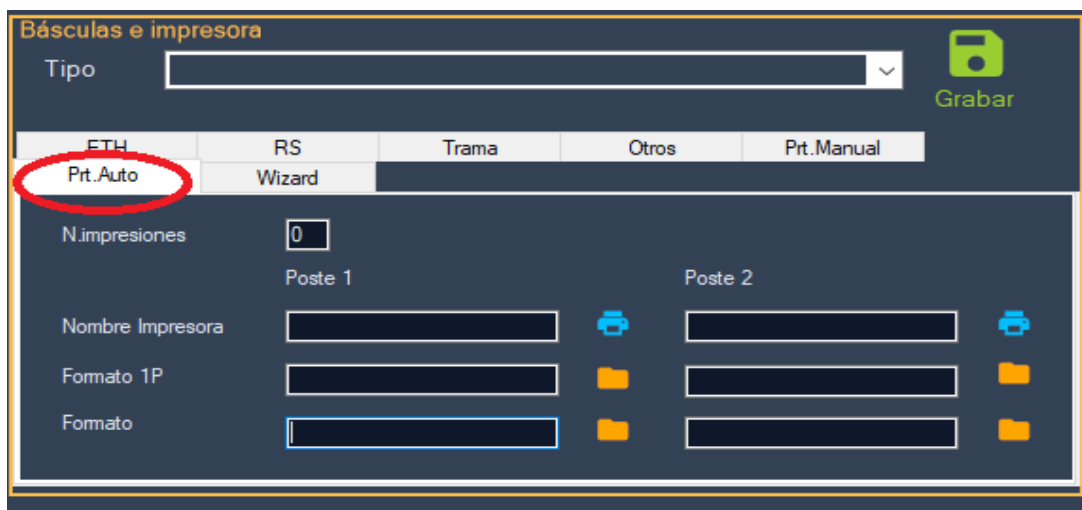 Básculas e impresora
Tipo
Grabar
ETH RS Trama Otros Prt.Manual
Prt.Auto Wizard
N.impresiones 0
Poste 1 Poste 2
Nombre Impresora
Formato 1P
Formato